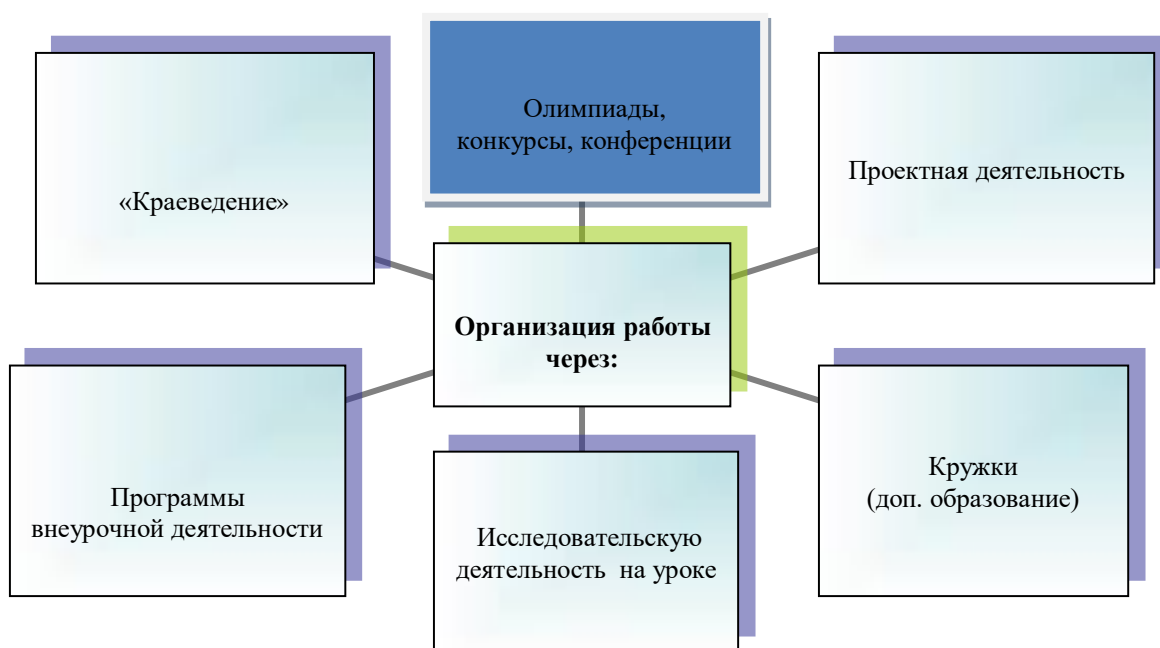 Олимпиады,
конкурсы, конференции
«Краеведение»
Проектная деятельность
Организация работы
через:
Программы
внеурочной деятельности
Исследовательскую
деятельность на уроке
Кружки
(доп. образование)